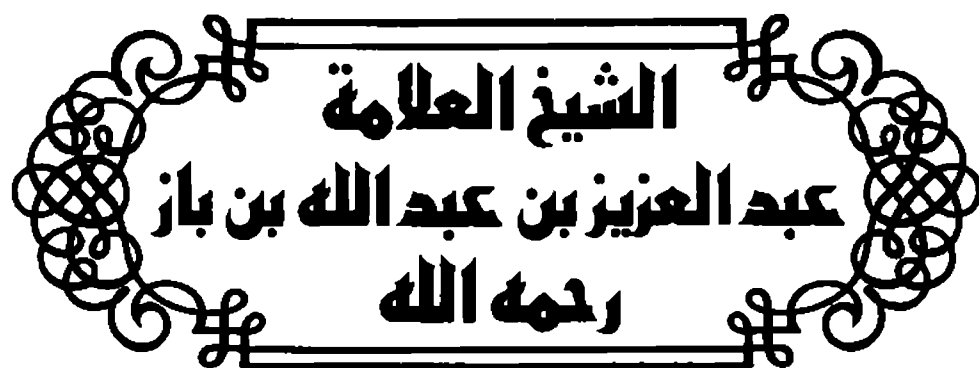 الشيخ العلامة
عبد العزيز بن عبد الله بن باز
رحمه الله